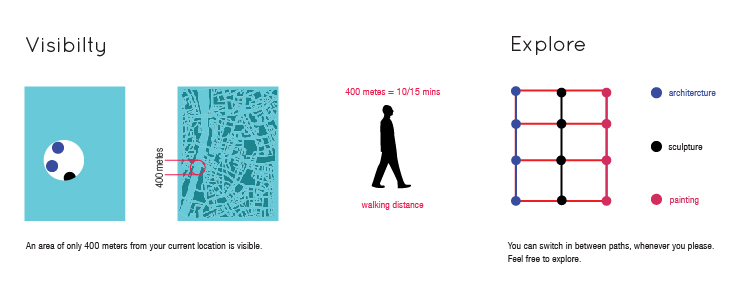 Visibilty
Explore
400 metes = 10/15 mins
400 metes
walking distance
architercture
sculpture
painting
An area of only 400 meters from your current location is visible.
You can switch in between paths, whenever you please.
Feel free to explore.